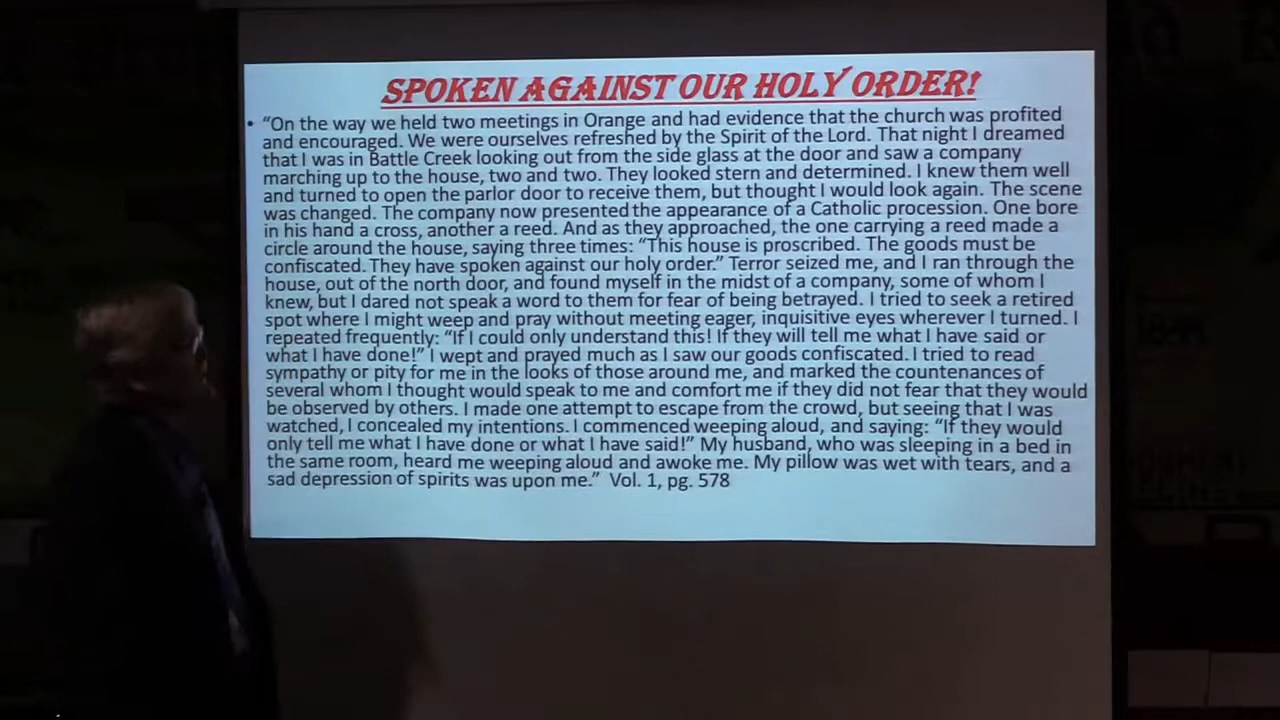 SPOKEN AGAINST OUR HOLY ORDER!
• “On the way we held two meetings in Orange and had evidence that the church was profited
and encouraged. We were ourselves refreshed by the Spirit of the Lord. That night I dreamed
that I was in Battle Creek looking out from the side glass at the door and saw a company
marching up to the house, two and two. They looked stern and determined. I knew them well
and turned to open the parlor door to receive them, but thought I would look again. The scene
was changed. The company now presented the appearance of a Catholic procession. One bore
in his hand a cross, another a reed. And as they approached, the one carrying a reed made a
circle around the house, saying three times: “This house is proscribed. The goods must be
confiscated. They have spoken against our holy order.” Terror seized me, and I ran through the
house, out of the north door, and found myself in the midst of a company, some of whom I
knew, but I dared not speak a word to them for fear of being betrayed. I tried to seek a retired
spot where I might weep and pray without meeting eager, inquisitive eyes wherever I turned. I
repeated frequently: “If I could only understand this! If they will tell me what I have said or
what I have done!” I wept and prayed much as I saw our goods confiscated. I tried to read
sympathy or pity for me in the looks of those around me, and marked the countenances of
several whom I thought would speak to me and comfort me if they did not fear that they would
be observed by others. I made one attempt to escape from the crowd, but seeing that I was
watched, I concealed my intentions. I commenced weeping aloud, and saying: “If they would
only tell me what I have done or what I have said!” My husband, who was sleeping in a bed in
the same room, heard me weeping aloud and awoke me. My pillow was wet with tears, and a
sad depression of spirits was upon me.” Vol. 1, pg. 578